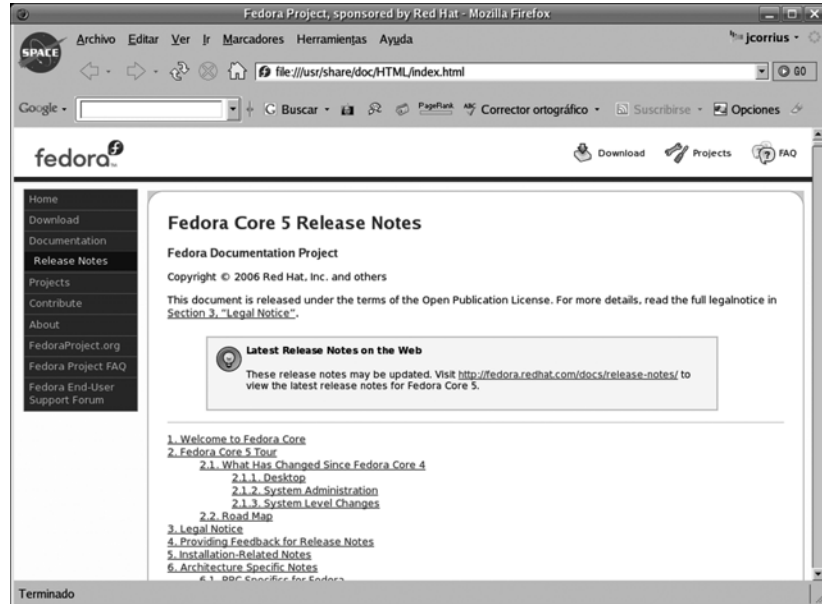 Fedora Project, sponsored by Red Hat - Mozilla Firefox
SPACE
Archivo Editar Ver Ir Marcadores Herramientas Ayuda
jcorrius
file:///usr/share/doc/HTML/index.html
GO
Google
Buscar
PageRank
ABC
Corrector ortográfico
Suscribirse
Opciones
fedora
Download
Projects
FAQ
Home
Download
Documentation
Release Notes
Projects
Contribute
About
FedoraProject.org
Fedora Project FAQ
Fedora End-User
Support Forum
Fedora Core 5 Release Notes
Fedora Documentation Project
Copyright © 2006 Red Hat, Inc. and others
This document is released under the terms of the Open Publication License. For more details, read the full legalnotice in
Section 3, "Legal Notice".
Latest Release Notes on the Web
These release notes may be updated. Visit http://fedora.redhat.com/docs/release-notes/ to
view the latest release notes for Fedora Core 5.
1. Welcome to Fedora Core
2. Fedora Core 5 Tour
2.1. What Has Changed Since Fedora Core 4
2.1.1. Desktop
2.1.2. System Administration
2.1.3. System Level Changes
2.2. Road Map
3. Legal Notice
4. Providing Feedback for Release Notes
5. Installation-Related Notes
6. Architecture Specific Notes
6.1. PPC Specifics for Fedora
Terminado